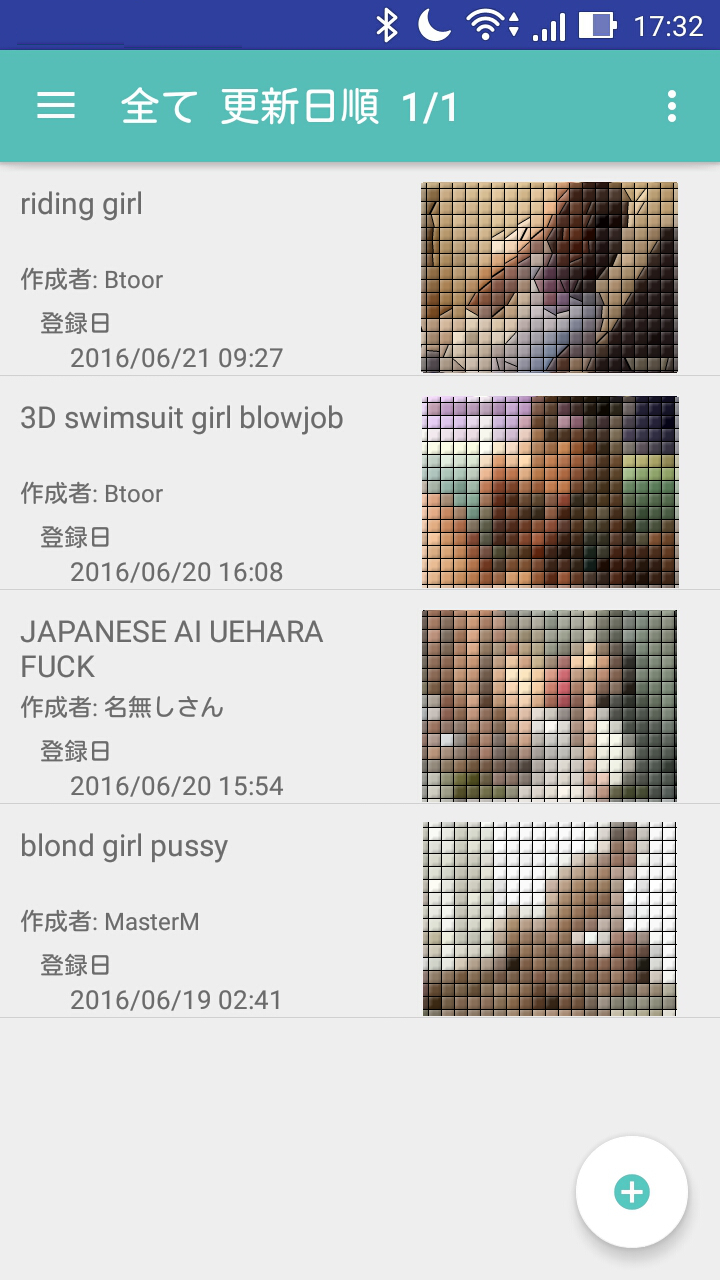 17:32
全て 更新日順 1/1
riding girl
作成者: Btoor
登録日
2016/06/21 09:27
3D swimsuit girl blowjob
作成者: Btoor
登録日
2016/06/20 16:08
JAPANESE AI UEHARA
FUCK
作成者: 名無しさん
登録日
2016/06/20 15:54
blond girl pussy
作成者: MasterM
登録日
2016/06/19 02:41